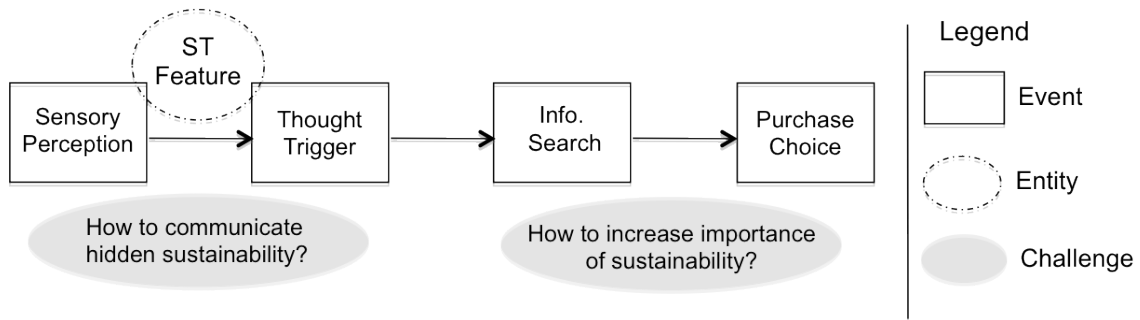 ST
Feature
Sensory
Perception
Thought
Trigger
Info.
Search
Purchase
Choice
How to communicate
hidden sustainability?
How to increase importance
of sustainability?
Legend
Event
Entity
Challenge